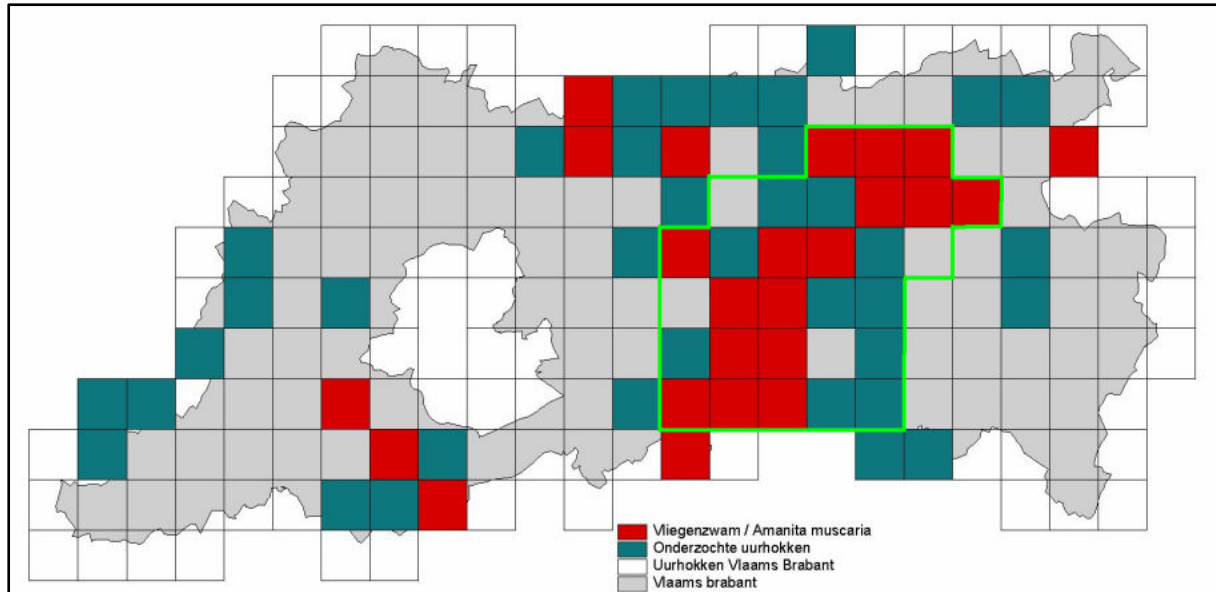 Vliegenzwam / Amanita muscaria
Onderzochte uurhokken
Uurhokken Vlaams Brabant
Vlaams brabant